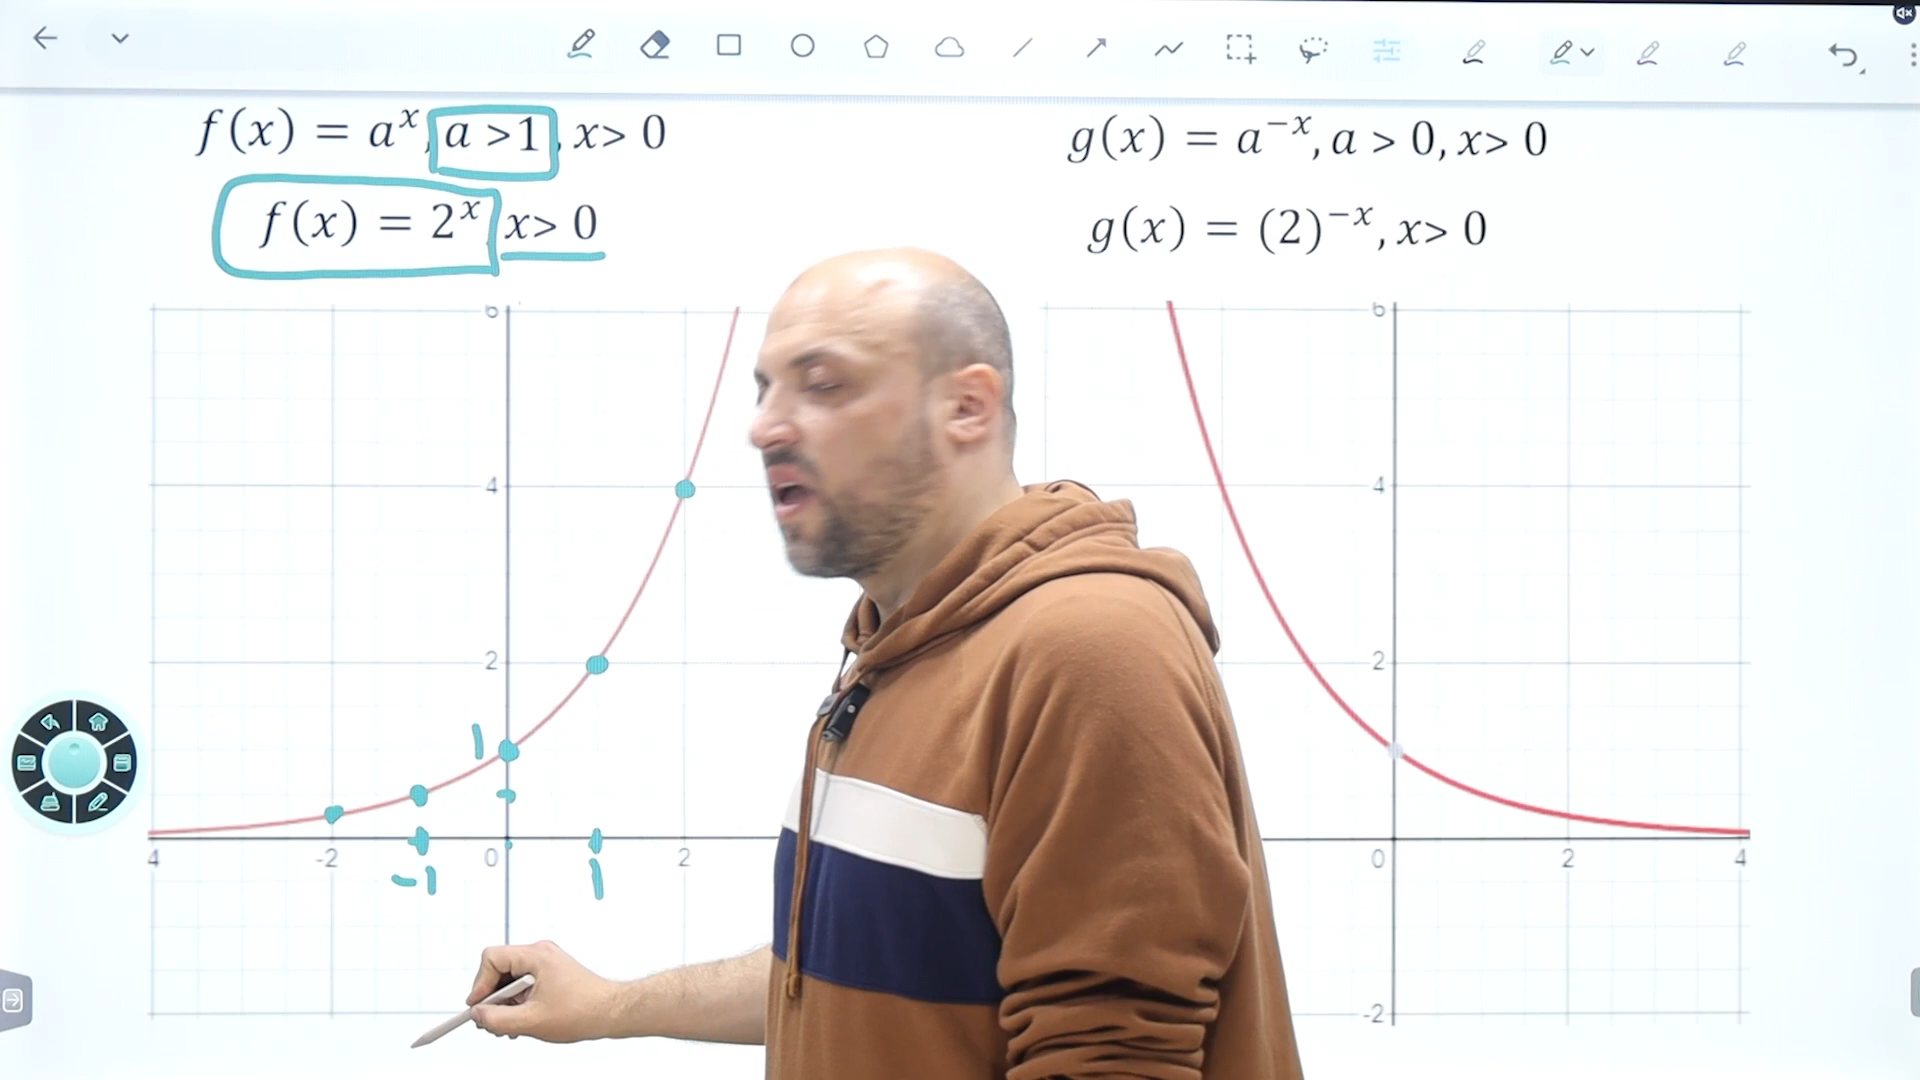 f(x) = a^x, a >1, x> 0
f(x) = 2^x, x> 0
g(x) = a^{-x}, a > 0, x> 0
g(x) = (2)^{-x}, x> 0
6
4
2
1
4 -2 0 2
-1 1
6
4
2
0 2 4
-2